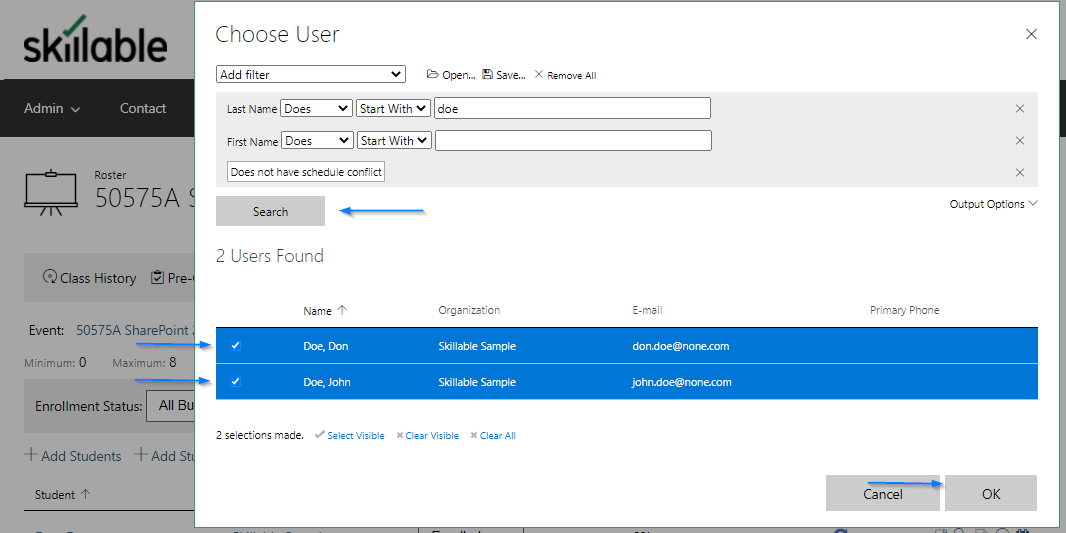 skillable
Choose User
Add filter
Open... Save... Remove All
Admin Contact
Last Name Does Start With doe
First Name Does Start With
Does not have schedule conflict
Roster
50575A S
Search
Output Options
2 Users Found
Class History Pre-
Name Organization E-mail Primary Phone
Event: 50575A SharePoint
Doe, Don Skillable Sample don.doe@none.com
Minimum: 0 Maximum: 8
Doe, John Skillable Sample john.doe@none.com
Enrollment Status: All Bu
2 selections made. Select Visible Clear Visible Clear All
Add Students Add Stu
Student
Cancel OK